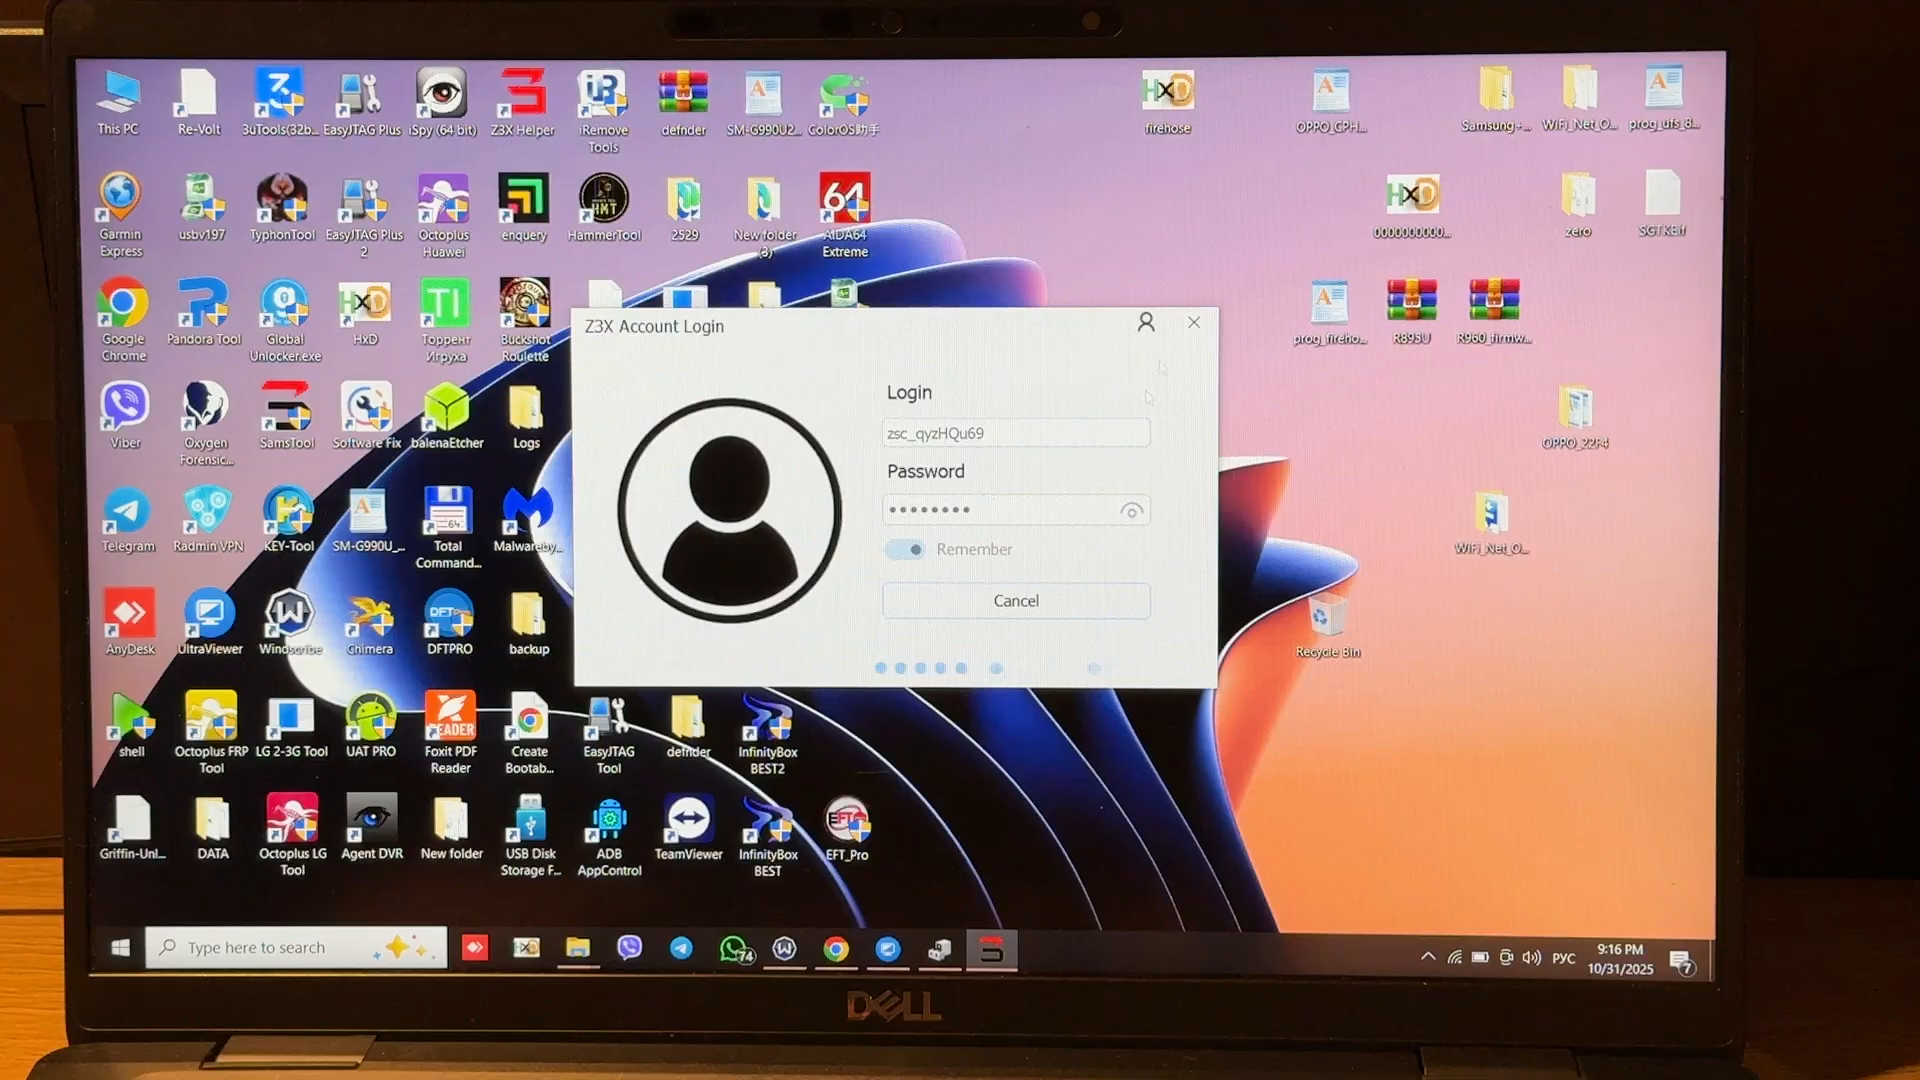 This PC
Re-Volt
3uTools(32b...
EasyJTAG Plus
iSpy (64 bit)
Z3X Helper
iRemove
Tools
defnder
SM-G990U2...
ColorOS助手
firehose
OPPO_CPH...
Samsung+...
WiFi_Net_O...
prog_ufs_8...
Garmin
Express
usbv197
TyphonTool
EasyJTAG Plus
2
Octoplus
Huawei
enquery
HammerTool
2529
New folder
(3)
64
AIDA64
Extreme
HxD
0000000000...
zero
Google
Chrome
Pandora Tool
Global
Unlocker.exe
HxD
Торрент
Игруха
Buckshot
Roulette
prog_fireho...
R895U
R960_firmw...
Z3X Account Login
Login
zsc_qyzHQu69
Password
Remember
Cancel
Viber
Oxygen
Forensic...
SamsTool
Software Fix
balenaEtcher
Logs
OPPO_22F4
Telegram
Radmin VPN
KEY-Tool
SM-G990U_...
Total
Command...
Malwareby...
WiFi_Net_O...
AnyDesk
UltraViewer
Windscribe
Chimera
DFTPRO
backup
Recycle Bin
shell
Octoplus FRP
Tool
LG 2-3G Tool
UAT PRO
Foxit PDF
Reader
Create
Bootab...
EasyJTAG
Tool
defnder
InfinityBox
BEST2
Griffin-Unl...
DATA
Octoplus LG
Tool
Agent DVR
New folder
USB Disk
Storage F...
ADB
AppControl
TeamViewer
InfinityBox
BEST
EFT_Pro
Type here to search
74
РУС
9:16 PM
10/31/2025
7
DELL